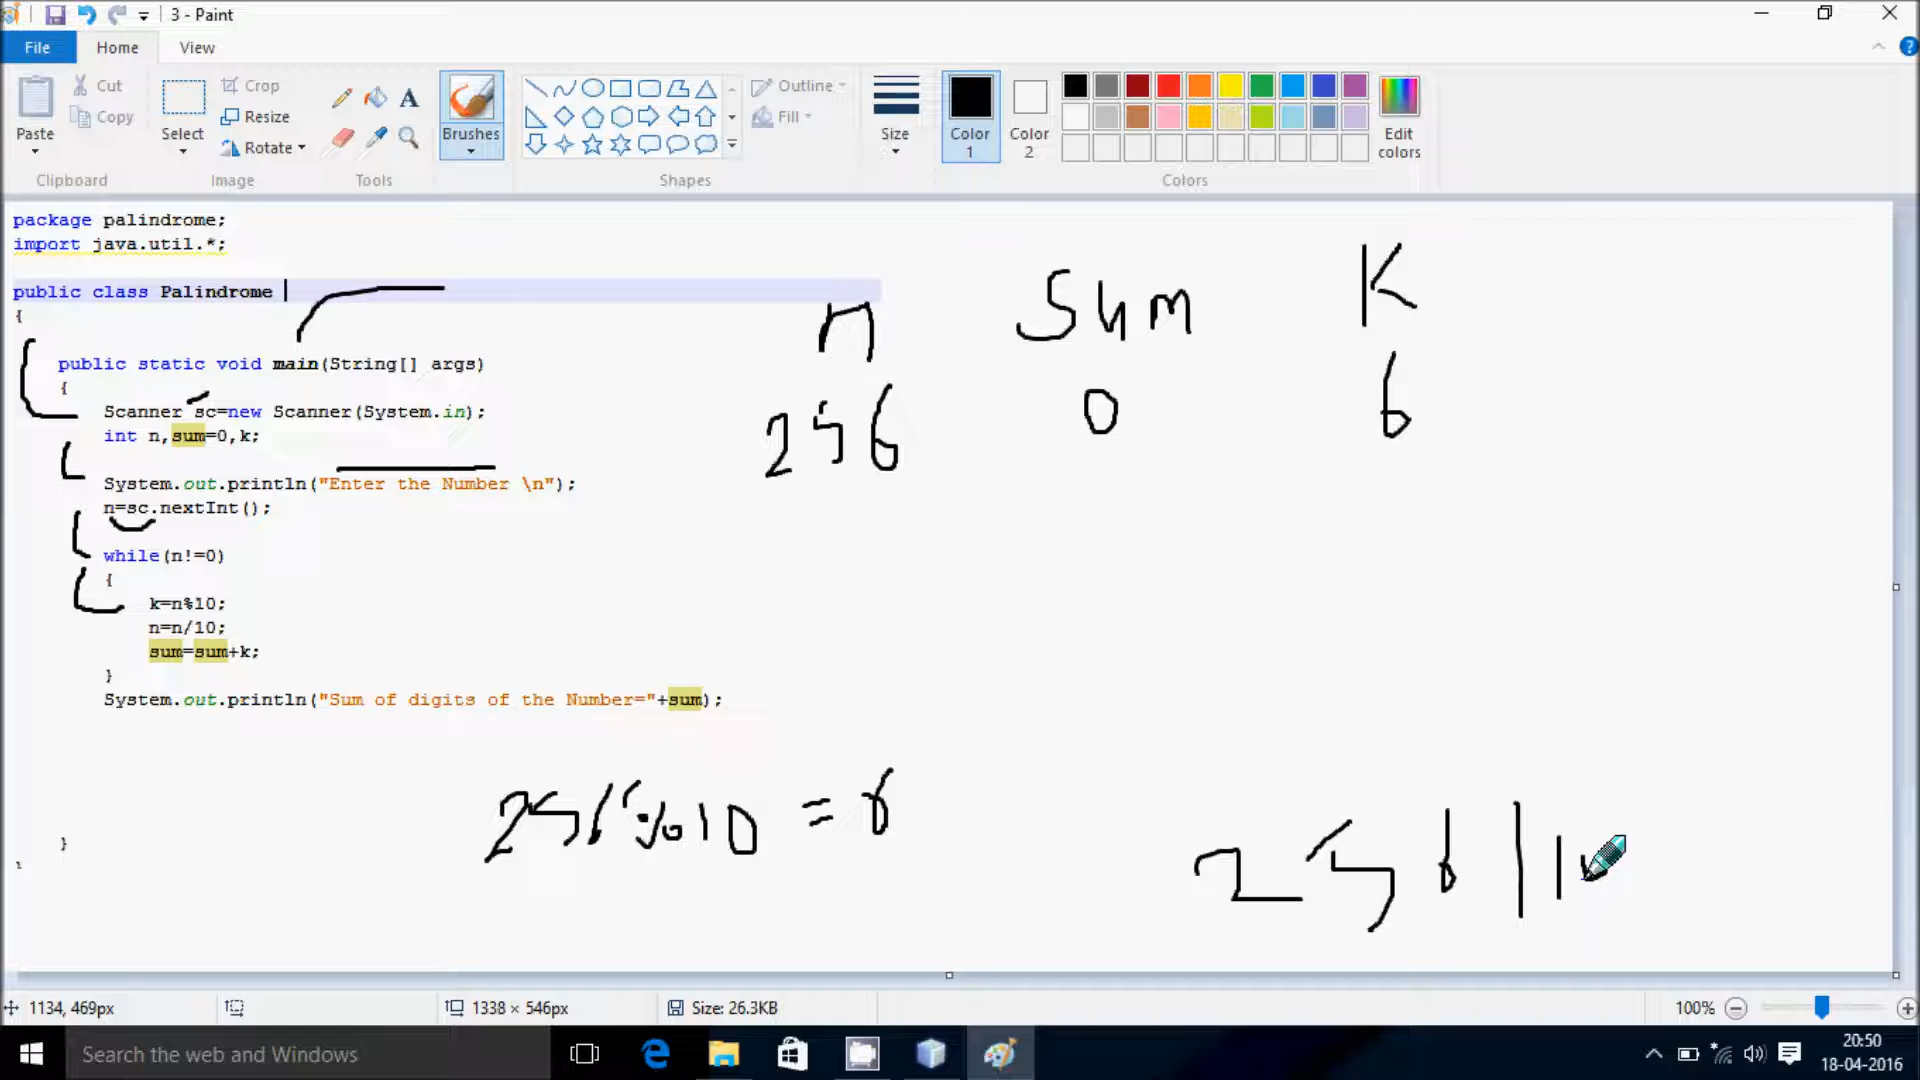 3 - Paint
File Home View
Paste
Cut
Copy
Clipboard
Select
Crop
Resize
Rotate
Image
Tools
Brushes
Shapes
Outline
Fill
Size
Color 1
Color 2
Edit colors
Colors
package palindrome;
import java.util.*;
public class Palindrome
{
public static void main(String[] args)
{
Scanner sc=new Scanner(System.in);
int n,sum=0,k;
System.out.println("Enter the Number \n");
n=sc.nextInt();
while(n!=0)
{
k=n%10;
n=n/10;
sum=sum+k;
}
System.out.println("Sum of digits of the Number="+sum);
}
n Sum K
256 0 6
256%10 = 6
256 | 1
1134, 469px
1338 × 546px
Size: 26.3KB
100%
Search the web and Windows
20:50
18-04-2016